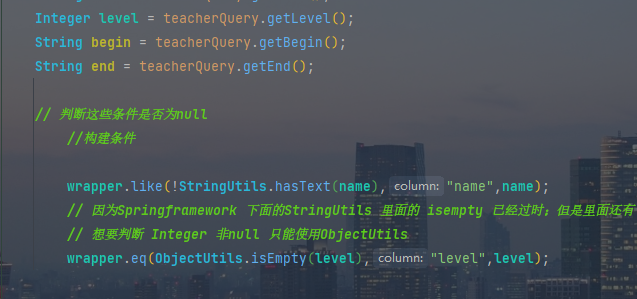 Integer level = teacherQuery.getLevel();
String begin = teacherQuery.getBegin();
String end = teacherQuery.getEnd();
// 判断这些条件是否为null
//构建条件
wrapper.like(!StringUtils.hasText(name), column: "name",name);
// 因为Springframework 下面的StringUtils 里面的 isempty 已经过时，但是里面还有
// 想要判断 Integer 非null 只能使用ObjectUtils
wrapper.eq(ObjectUtils.isEmpty(level), column: "level",level);